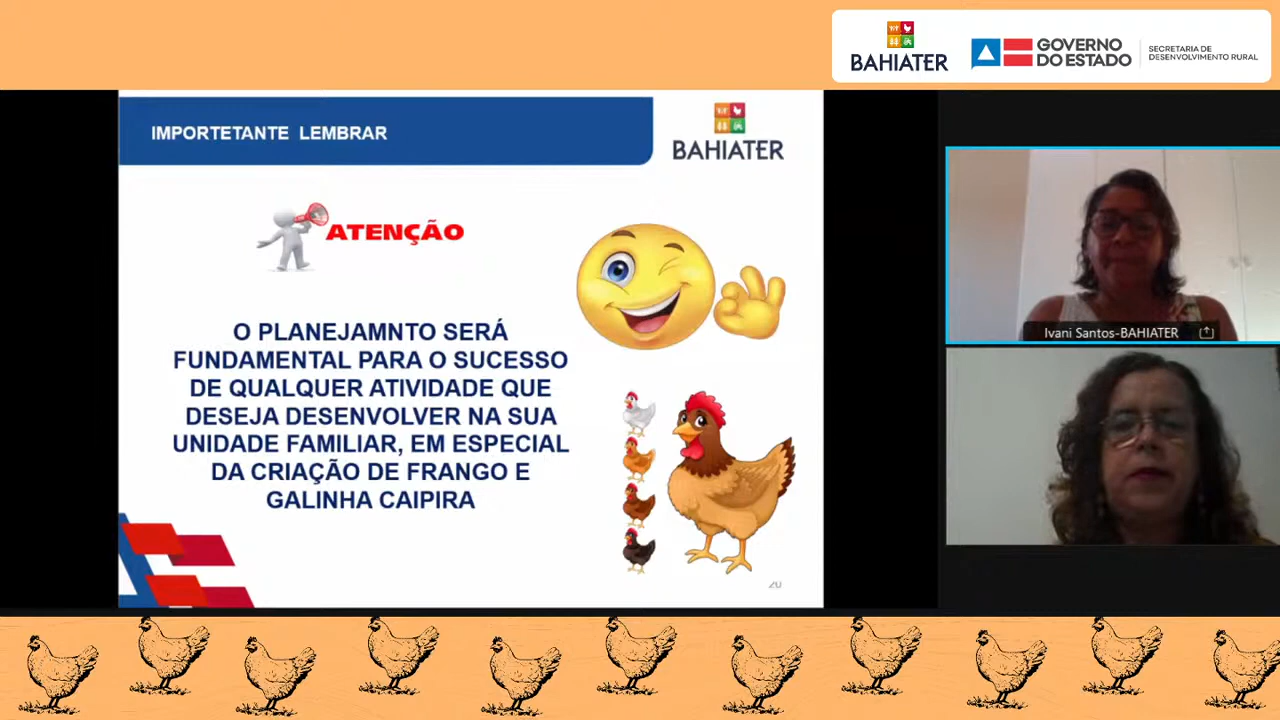 BAHIATER
GOVERNO
DO ESTADO
SECRETARIA DE
DESENVOLVIMENTO RURAL
IMPORTETANTE LEMBRAR
BAHIATER
ATENÇÃO
O PLANEJAMNTO SERÁ
FUNDAMENTAL PARA O SUCESSO
DE QUALQUER ATIVIDADE QUE
DESEJA DESENVOLVER NA SUA
UNIDADE FAMILIAR, EM ESPECIAL
DA CRIAÇÃO DE FRANGO E
GALINHA CAIPIRA
20
Ivani Santos-BAHIATER